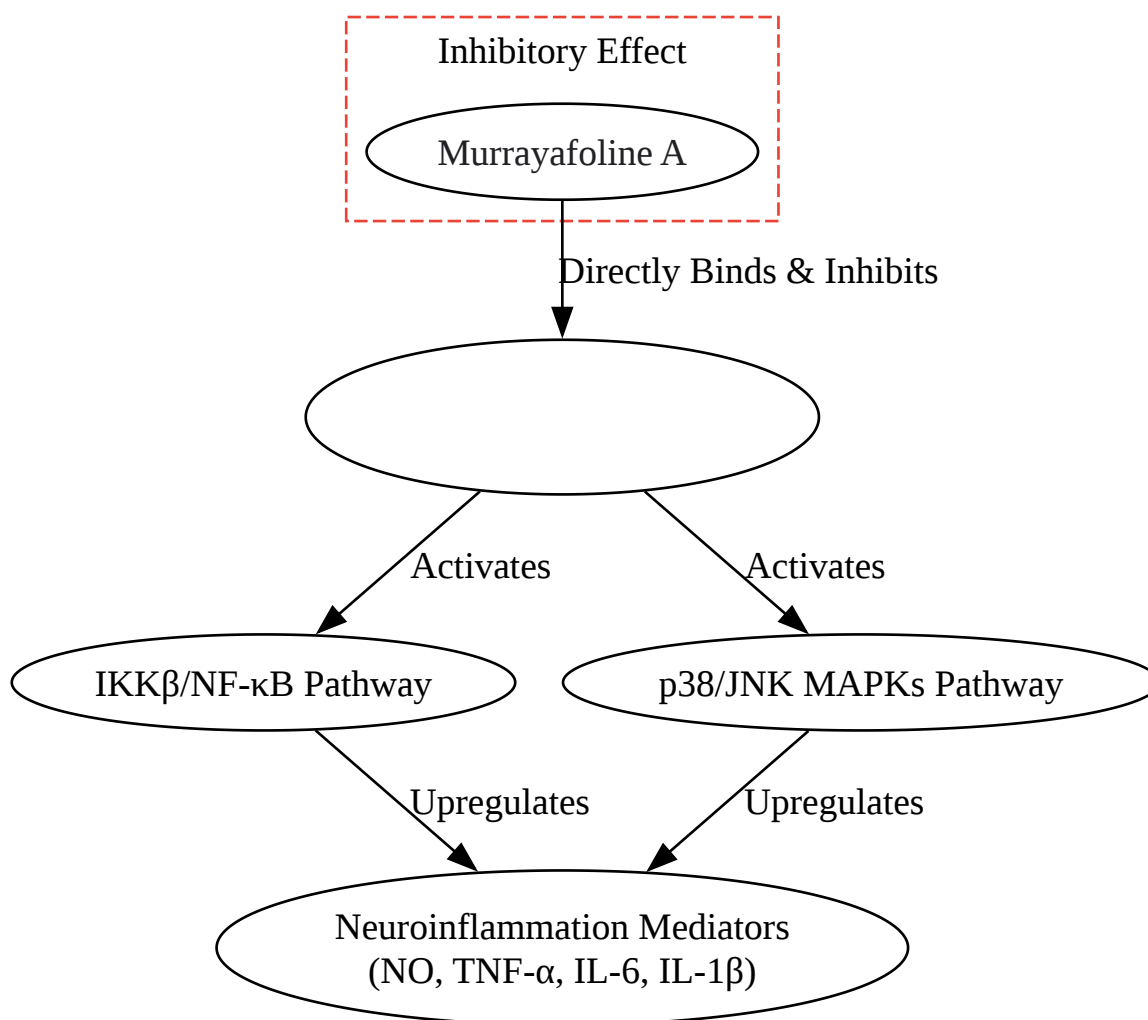 Inhibitory Effect
Murrayafoline A
Directly Binds & Inhibits
Activates
Activates
IKKβ/NF-κB Pathway
p38/JNK MAPKs Pathway
Upregulates
Upregulates
Neuroinflammation Mediators
(NO, TNF-α, IL-6, IL-1β)